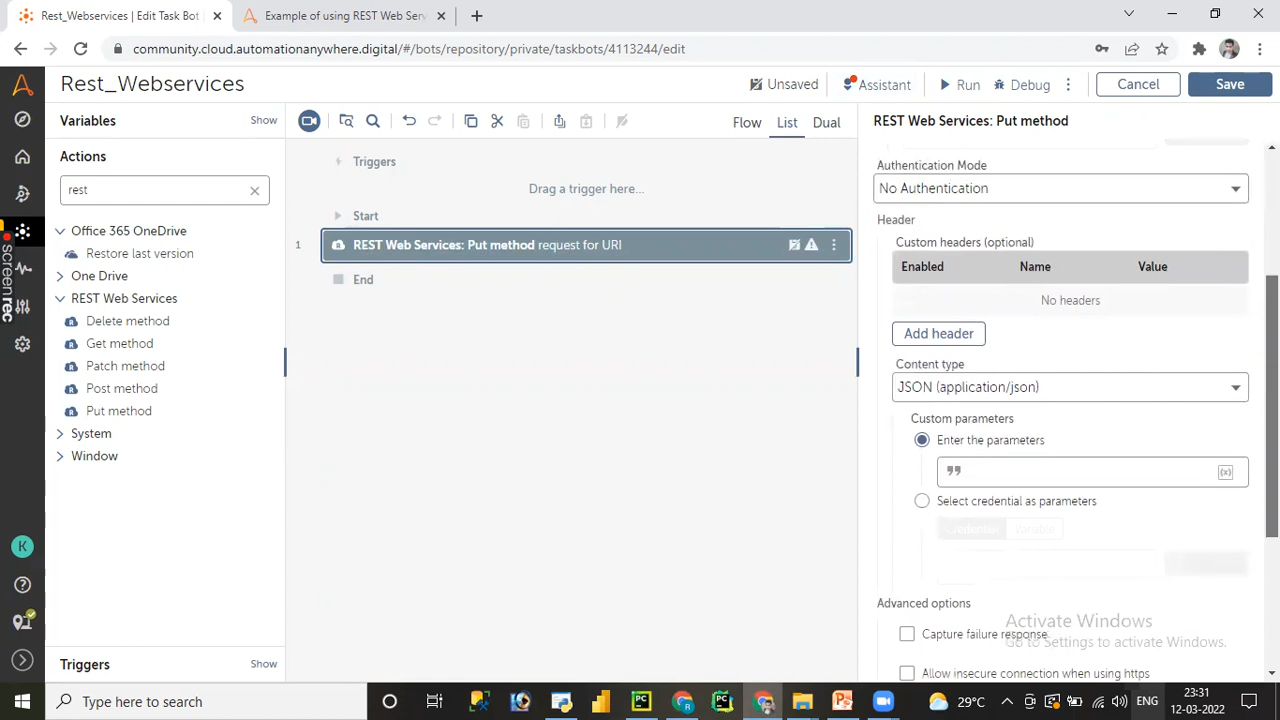 Rest_Webservices | Edit Task Bot
Example of using REST Web Serv
community.cloud.automationanywhere.digital/#/bots/repository/private/taskbots/4113244/edit
Rest_Webservices
Unsaved
Assistant
Run
Debug
Cancel
Save
Variables
Show
Flow
List
Dual
REST Web Services: Put method
Actions
rest
Office 365 OneDrive
Restore last version
One Drive
REST Web Services
Delete method
Get method
Patch method
Post method
Put method
System
Window
Triggers
Show
Triggers
Drag a trigger here...
Start
1
REST Web Services: Put method request for URI
End
Authentication Mode
No Authentication
Header
Custom headers (optional)
Enabled
Name
Value
No headers
Add header
Content type
JSON (application/json)
Custom parameters
Enter the parameters
Select credential as parameters
Credential
Variable
Advanced options
Capture failure response
Allow insecure connection when using https
Activate Windows
Go to Settings to activate Windows.
screenrec
K
Type here to search
29°C
ENG
23:31
12-03-2022